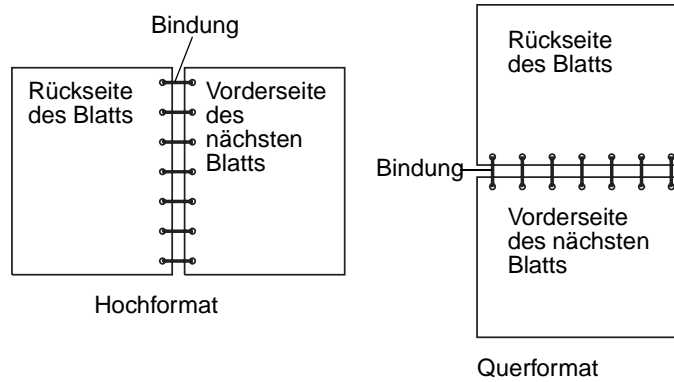 Bindung
Rückseite
des Blatts
Vorderseite
des
nächsten
Blatts
Hochformat
Rückseite
des Blatts
Bindung
Vorderseite
des nächsten
Blatts
Querformat